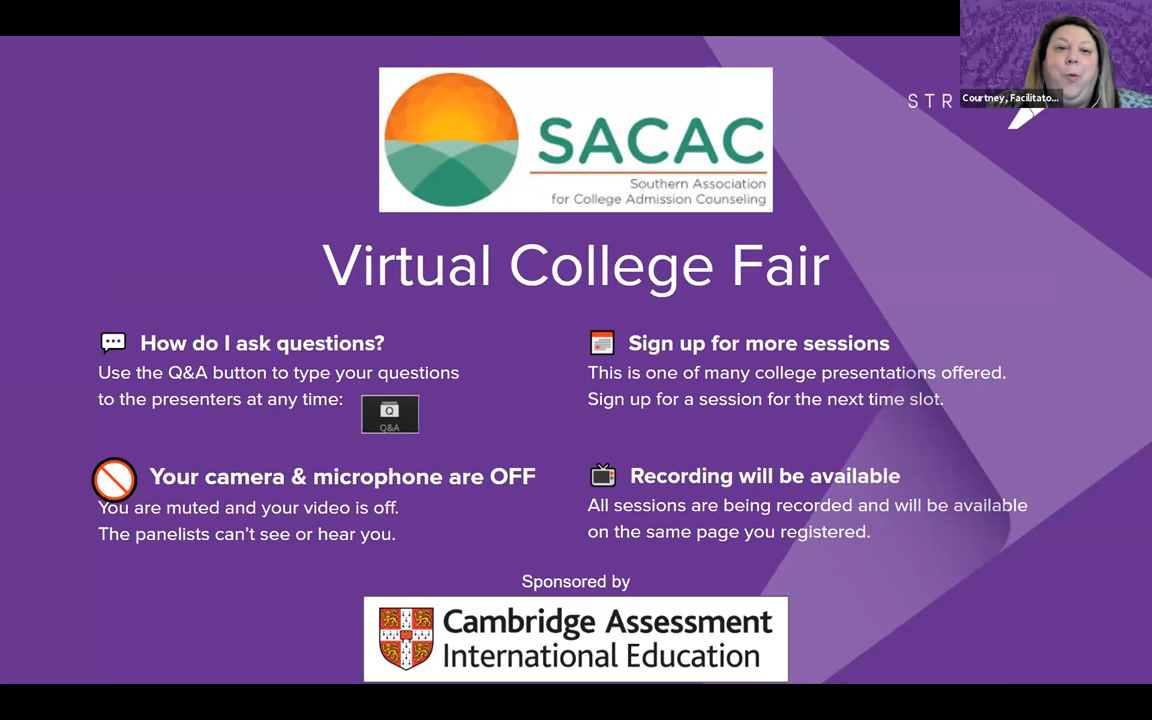 STR
Courtney, Facilitato...
SACAC
Southern Association
for College Admission Counseling
Virtual College Fair
How do I ask questions?
Use the Q&A button to type your questions
to the presenters at any time:
Q
Q&A
Sign up for more sessions
This is one of many college presentations offered.
Sign up for a session for the next time slot.
Your camera & microphone are OFF
You are muted and your video is off.
The panelists can't see or hear you.
Recording will be available
All sessions are being recorded and will be available
on the same page you registered.
Sponsored by
Cambridge Assessment
International Education